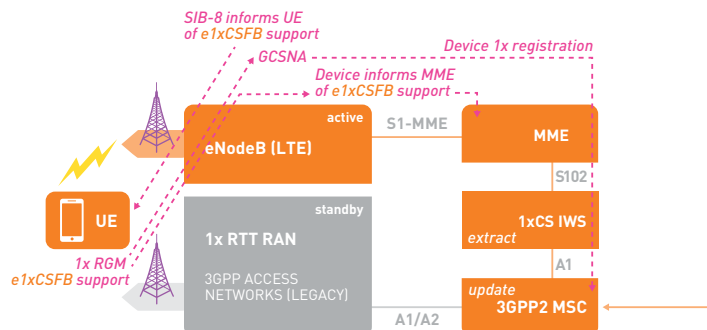 SIB-8 informs UE
of e1xCSFB support
GCSNA
Device 1x registration
Device informs MME
of e1xCSFB support
active
eNodeB (LTE)
S1-MME
MME
S102
standby
UE
1x RTT RAN
1xCS IWS
extract
1x RGM
e1xCSFB support
3GPP ACCESS
NETWORKS (LEGACY)
A1
update
3GPP2 MSC
A1/A2